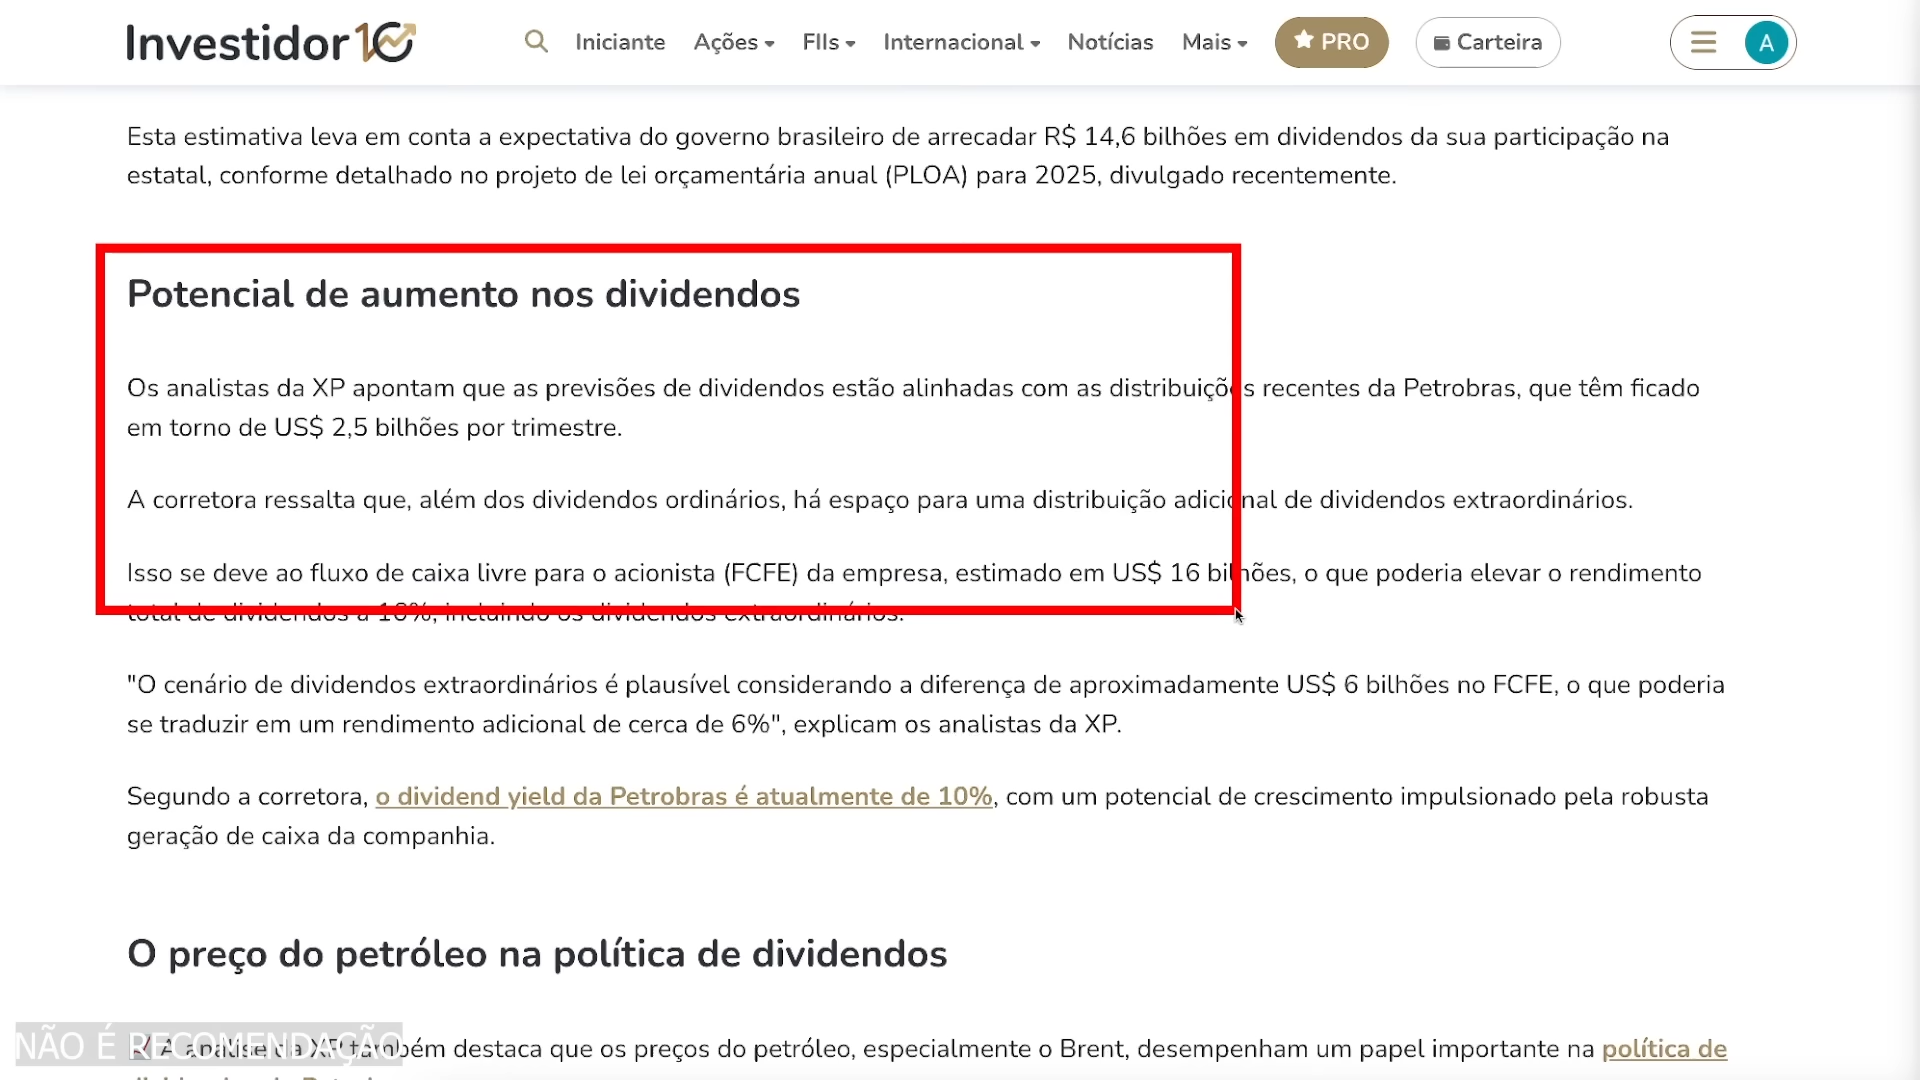 Investidor10
Iniciante Ações FIIs Internacional Notícias Mais PRO Carteira A
Esta estimativa leva em conta a expectativa do governo brasileiro de arrecadar R$ 14,6 bilhões em dividendos da sua participação na
estatal, conforme detalhado no projeto de lei orçamentária anual (PLOA) para 2025, divulgado recentemente.
Potencial de aumento nos dividendos
Os analistas da XP apontam que as previsões de dividendos estão alinhadas com as distribuições recentes da Petrobras, que têm ficado
em torno de US$ 2,5 bilhões por trimestre.
A corretora ressalta que, além dos dividendos ordinários, há espaço para uma distribuição adicional de dividendos extraordinários.
Isso se deve ao fluxo de caixa livre para o acionista (FCFE) da empresa, estimado em US$ 16 bilhões, o que poderia elevar o rendimento
total de dividendos a 16%, incluindo os dividendos extraordinários.
"O cenário de dividendos extraordinários é plausível considerando a diferença de aproximadamente US$ 6 bilhões no FCFE, o que poderia
se traduzir em um rendimento adicional de cerca de 6%", explicam os analistas da XP.
Segundo a corretora, o dividend yield da Petrobras é atualmente de 10%, com um potencial de crescimento impulsionado pela robusta
geração de caixa da companhia.
O preço do petróleo na política de dividendos
A análise da XP também destaca que os preços do petróleo, especialmente o Brent, desempenham um papel importante na política de
NÃO É RECOMENDAÇÃO